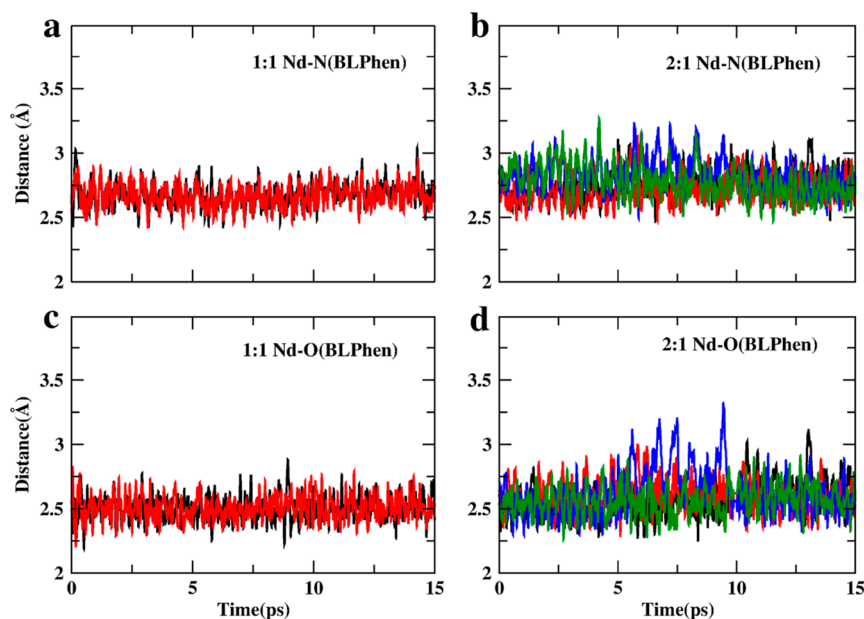 a
1:1 Nd-N(BLPhen)
Distance (Å)
3.5
3
2.5
2
b
2:1 Nd-N(BLPhen)
3.5
3
2.5
2
c
1:1 Nd-O(BLPhen)
Distance(Å)
3.5
3
2.5
2
0
5
10
15
Time(ps)
d
2:1 Nd-O(BLPhen)
3.5
3
2.5
2
0
5
10
15
Time(ps)